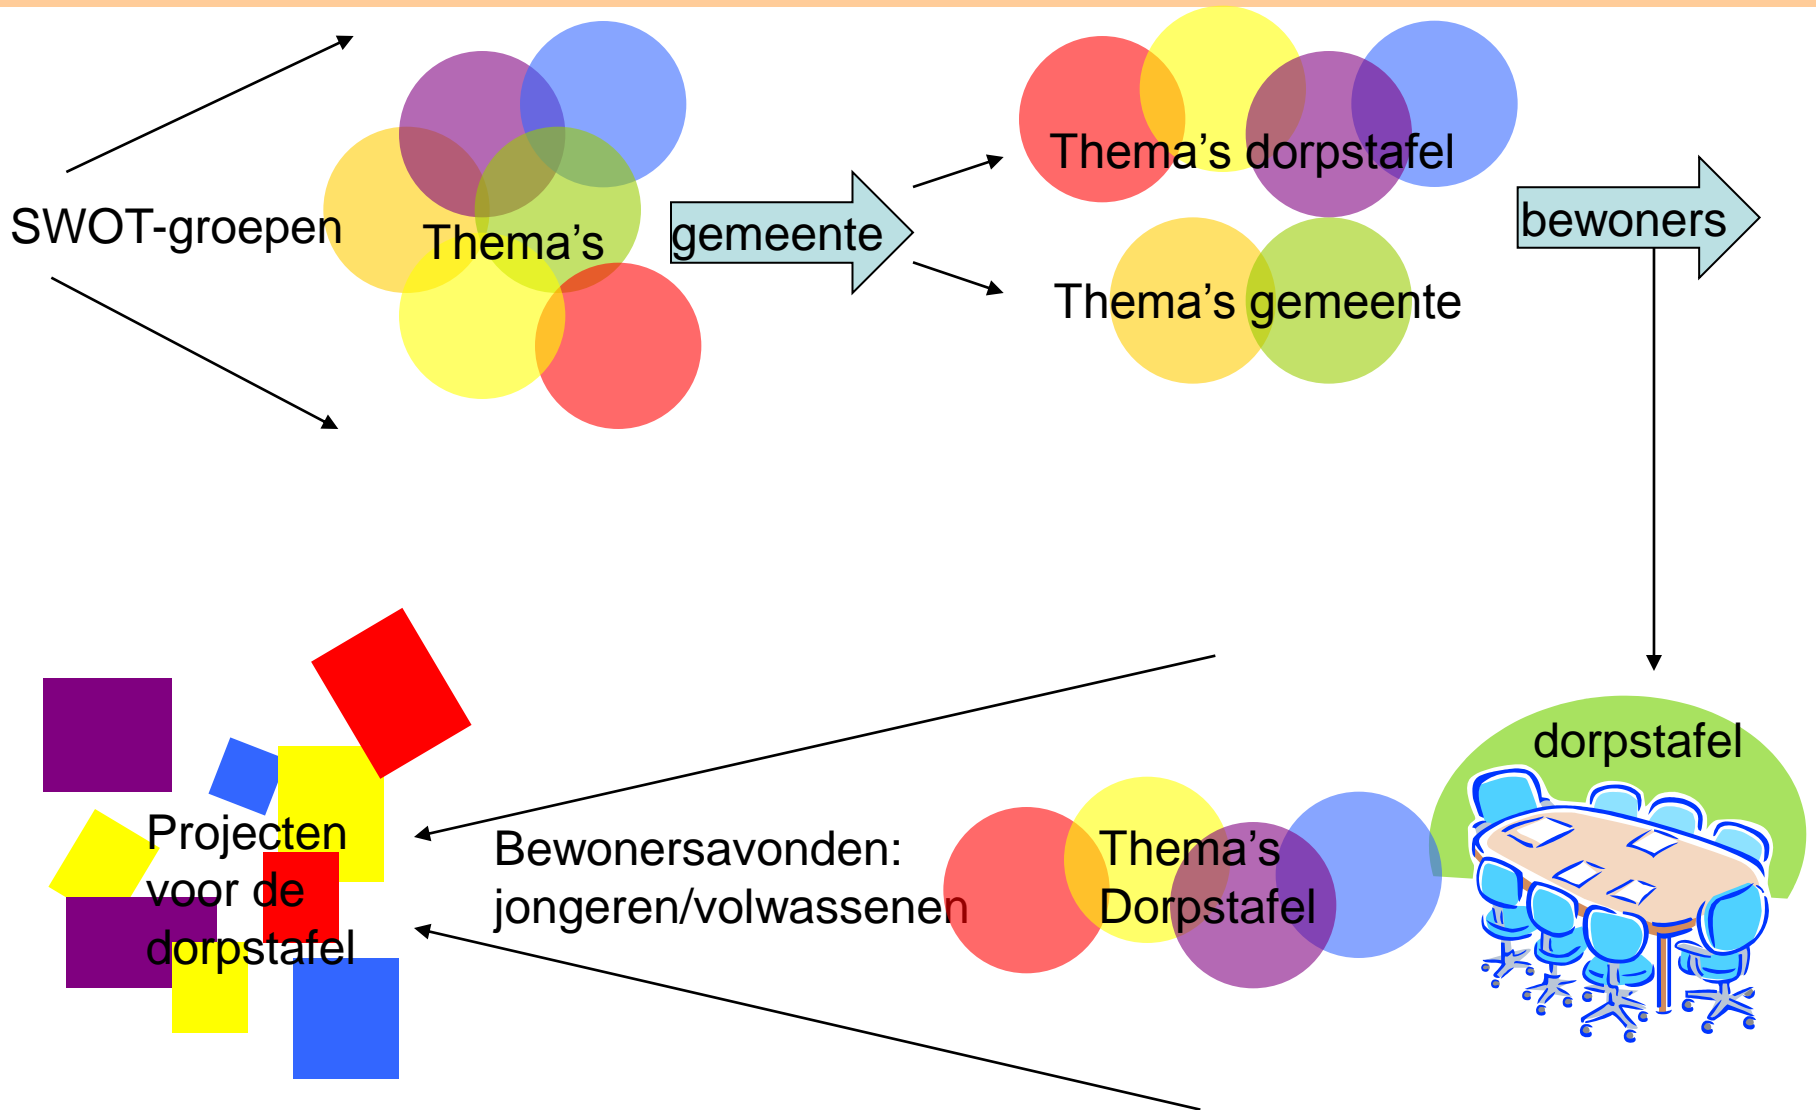 SWOT-groepen
Thema's
gemeente
Thema's dorpstafel
Thema's gemeente
bewoners
dorpstafel
Thema's
Dorpstafel
Bewonersavonden:
jongeren/volwassenen
Projecten
voor de
dorpstafel